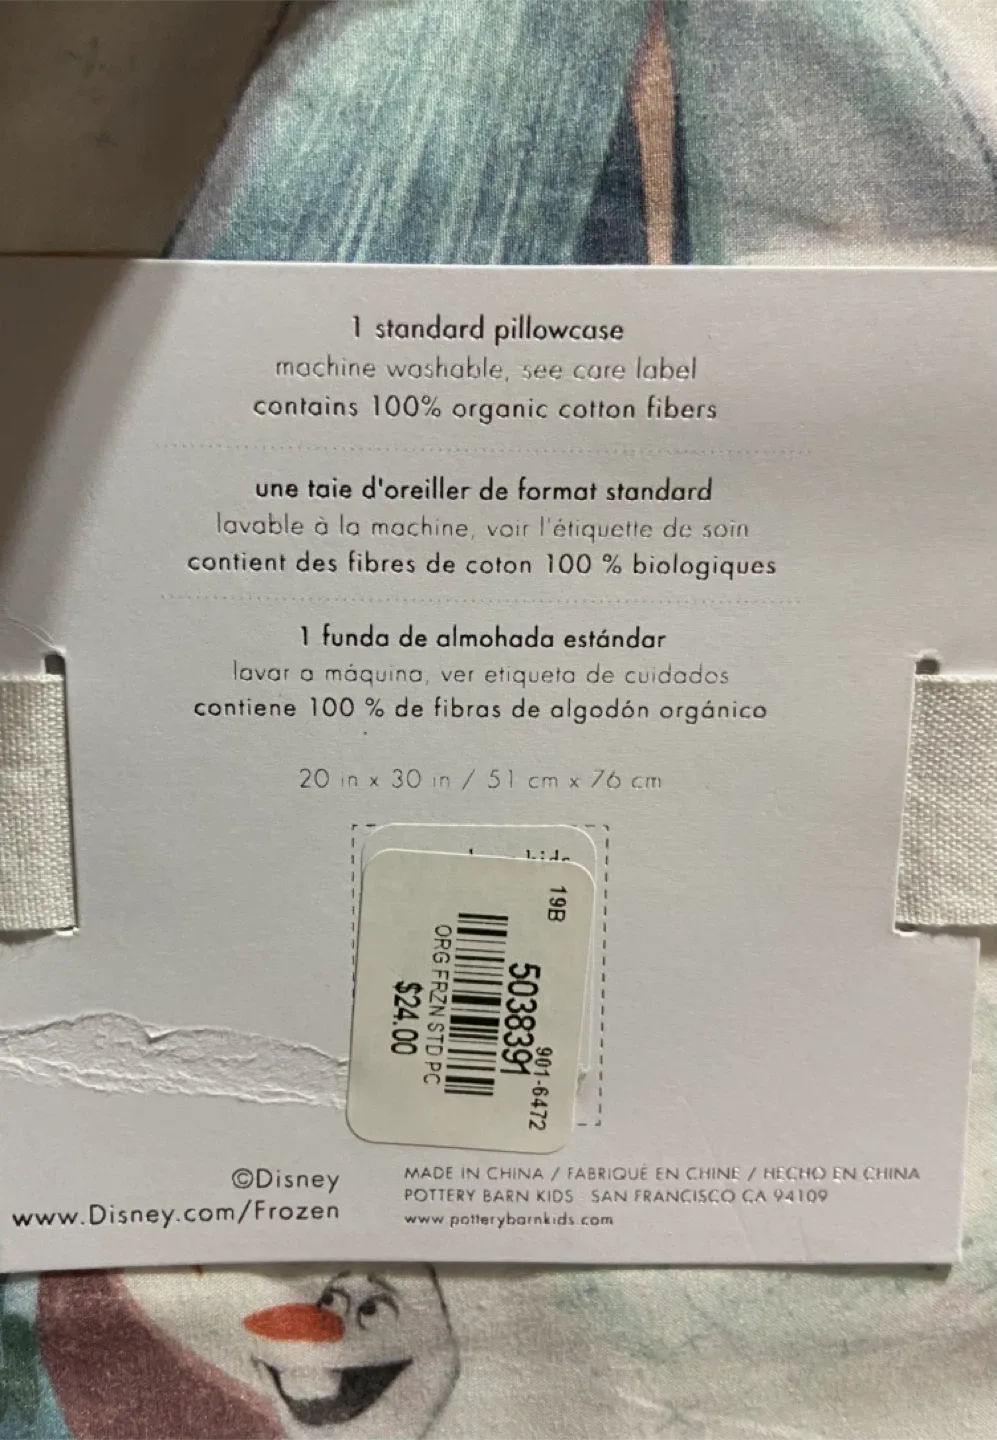 1 standard pillowcase
machine washable, see care label
contains 100% organic cotton fibers
une taie d'oreiller de format standard
lavable à la machine, voir l'étiquette de soin
contient des fibres de coton 100 % biologiques
1 funda de almohada estándar
lavar a máquina, ver etiqueta de cuidados
contiene 100 % de fibras de algodón orgánico
20 in x 30 in / 51 cm x 76 cm
19B
901-6472
5038391
ORG FRZN STD PC
$24.00
©Disney
www.Disney.com/Frozen
MADE IN CHINA / FABRIQUÉ EN CHINE / HECHO EN CHINA
POTTERY BARN KIDS SAN FRANCISCO CA 94109
www.potterybarnkids.com